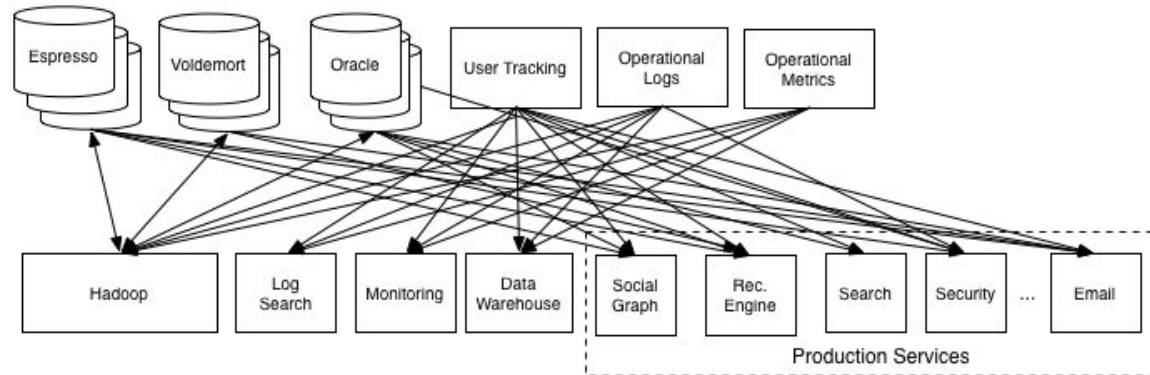 Espresso
Voldemort
Oracle
User Tracking
Operational
Logs
Operational
Metrics
Hadoop
Log
Search
Monitoring
Data
Warehouse
Social
Graph
Rec.
Engine
Search
Security
...
Email
Production Services